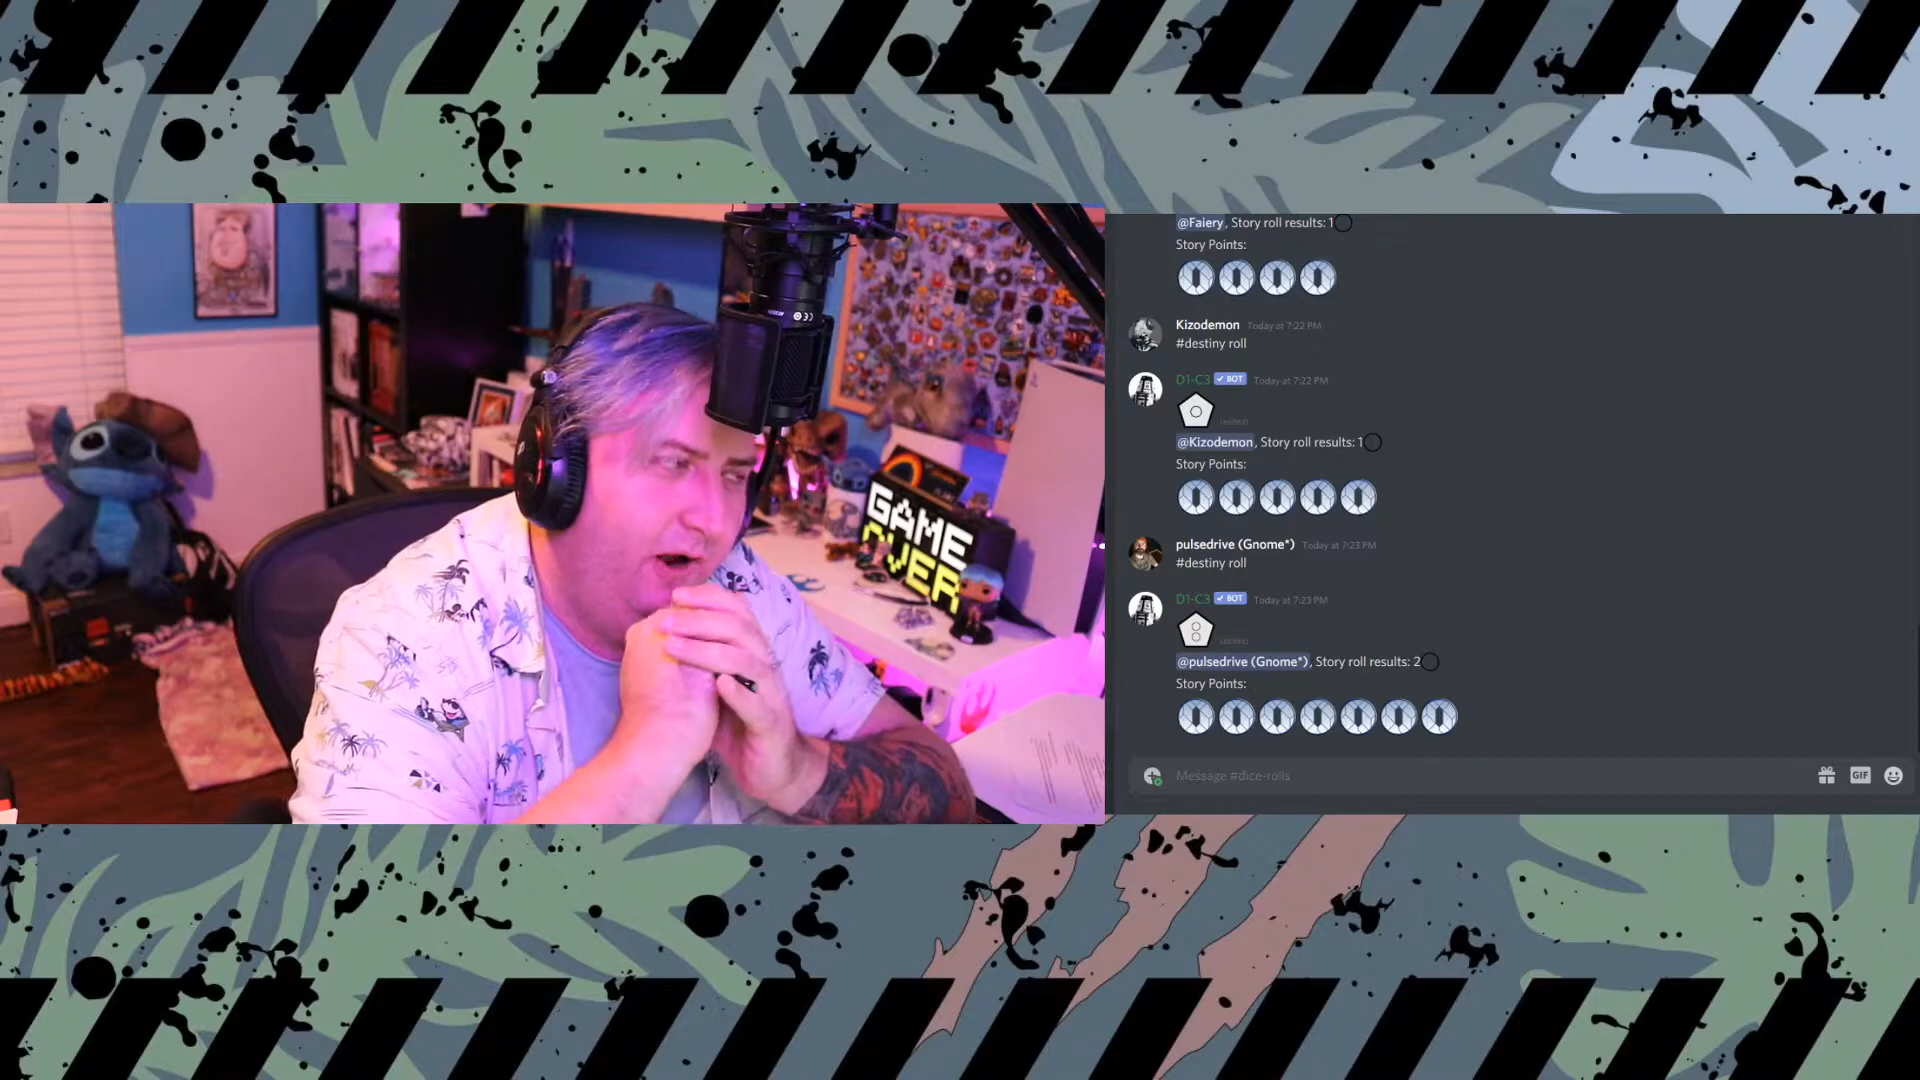 @Faiery, Story roll results: 1
Story Points:
Kizodemon Today at 7:22 PM
#destiny roll
D1-C3 ✓ BOT Today at 7:22 PM
(edited)
@Kizodemon, Story roll results: 1
Story Points:
pulsedrive (Gnome*) Today at 7:23 PM
#destiny roll
D1-C3 ✓ BOT Today at 7:23 PM
(edited)
@pulsedrive (Gnome*), Story roll results: 2
Story Points:
Message #dice-rolls
GIF
GAME
OVER